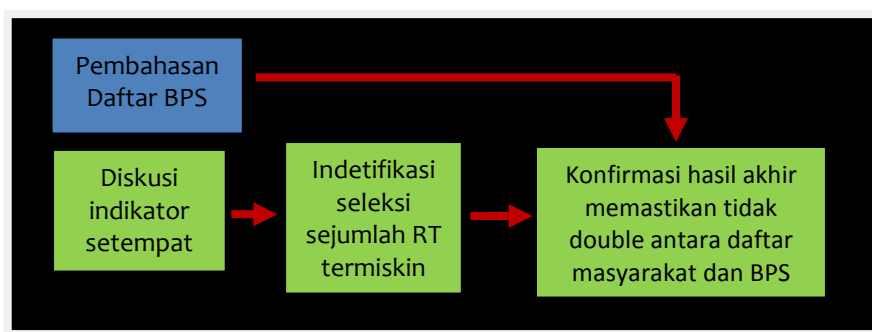 Pembahasan
Daftar BPS
Diskusi
indikator
setempat
Indetifikasi
seleksi
sejumlah RT
termiskin
Konfirmasi hasil akhir
memastikan tidak
double antara daftar
masyarakat dan BPS